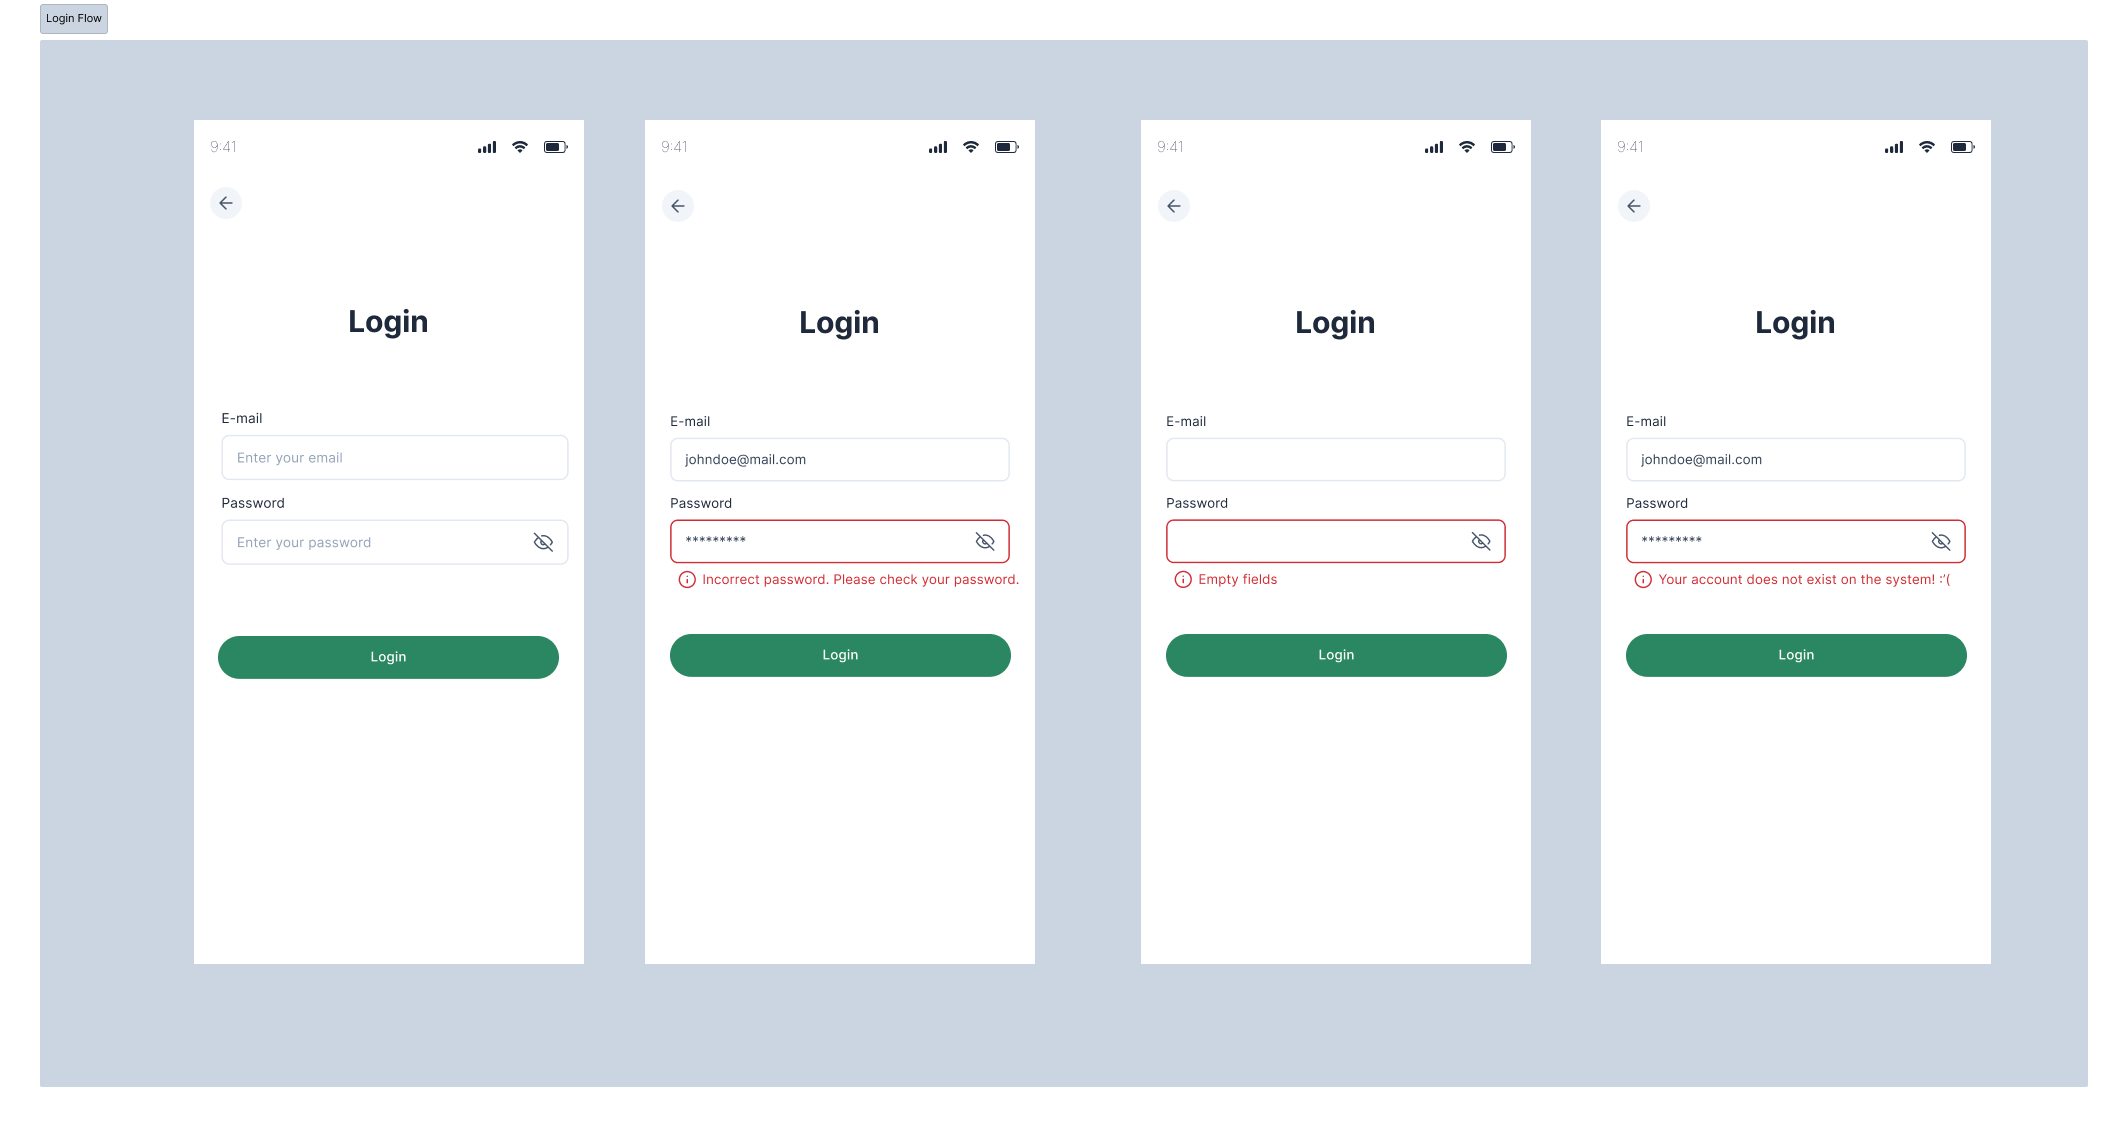 Login Flow
9:41
Login
E-mail
Enter your email
Password
Enter your password
Login
9:41
Login
E-mail
johndoe@mail.com
Password
*********
Incorrect password. Please check your password.
Login
9:41
Login
E-mail
Password
Empty fields
Login
9:41
Login
E-mail
johndoe@mail.com
Password
*********
Your account does not exist on the system! :'(
Login